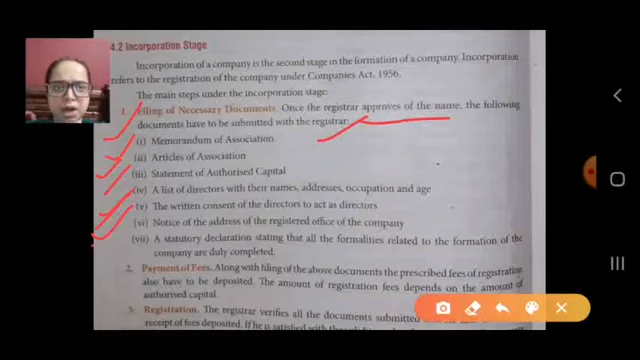 4.2 Incorporation Stage
Incorporation of a company is the second stage in the formation of a company. Incorporation
refers to the registration of the company under Companies Act, 1956.
The main steps under the incorporation stage:
1. Filing of Necessary Documents. Once the registrar approves of the name, the following
documents have to be submitted with the registrar:
(i) Memorandum of Association
(ii) Articles of Association
(iii) Statement of Authorised Capital
(iv) A list of directors with their names, addresses, occupation and age
(v) The written consent of the directors to act as directors
(vi) Notice of the address of the registered office of the company
(vii) A statutory declaration stating that all the formalities related to the formation of the
company are duly completed.
2. Payment of Fees. Along with filing of the above documents the prescribed fees of registration
also have to be deposited. The amount of registration fees depends on the amount of
authorised capital.
3. Registration. The registrar verifies all the documents submitted
receipt of fees deposited. If he is satisfied with the